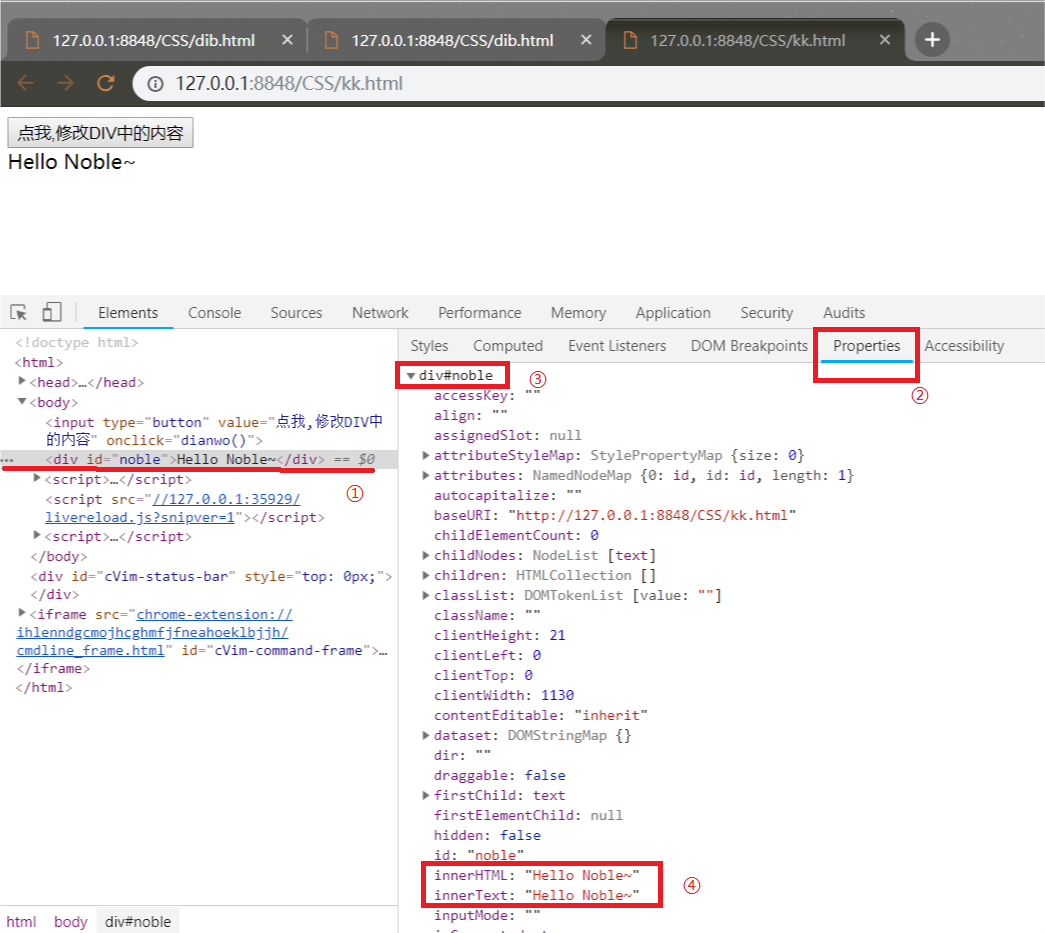 127.0.0.1:8848/CSS/dib.html
127.0.0.1:8848/CSS/dib.html
127.0.0.1:8848/CSS/kk.html
127.0.0.1:8848/CSS/kk.html
点我,修改DIV中的内容
Hello Noble~
Elements Console Sources Network Performance Memory Application Security Audits
<!doctype html>
<html>
<head>…</head>
<body>
<input type="button" value="点我,修改DIV中
的内容" onclick="dianwo()">
<div id="noble">Hello Noble~</div> == $0
①
<script>…</script>
<script src="//127.0.0.1:35929/
livereload.js?snipver=1"></script>
<script>…</script>
</body>
<div id="cVim-status-bar" style="top: 0px;">
</div>
<iframe src="chrome-extension://
ihlenndgcmojhcghmfjfneahoeklbjjh/
cmdline_frame.html" id="cVim-command-frame">…
</iframe>
</html>
html body div#noble
Styles Computed Event Listeners DOM Breakpoints Properties Accessibility
②
div#noble
③
accessKey: ""
align: ""
assignedSlot: null
attributeStyleMap: StylePropertyMap {size: 0}
attributes: NamedNodeMap {0: id, id: id, length: 1}
autocapitalize: ""
baseURI: "http://127.0.0.1:8848/CSS/kk.html"
childElementCount: 0
childNodes: NodeList [text]
children: HTMLCollection []
classList: DOMTokenList [value: ""]
className: ""
clientHeight: 21
clientLeft: 0
clientTop: 0
clientWidth: 1130
contentEditable: "inherit"
dataset: DOMStringMap {}
dir: ""
draggable: false
firstChild: text
firstElementChild: null
hidden: false
id: "noble"
innerHTML: "Hello Noble~"
④
innerText: "Hello Noble~"
inputMode: ""